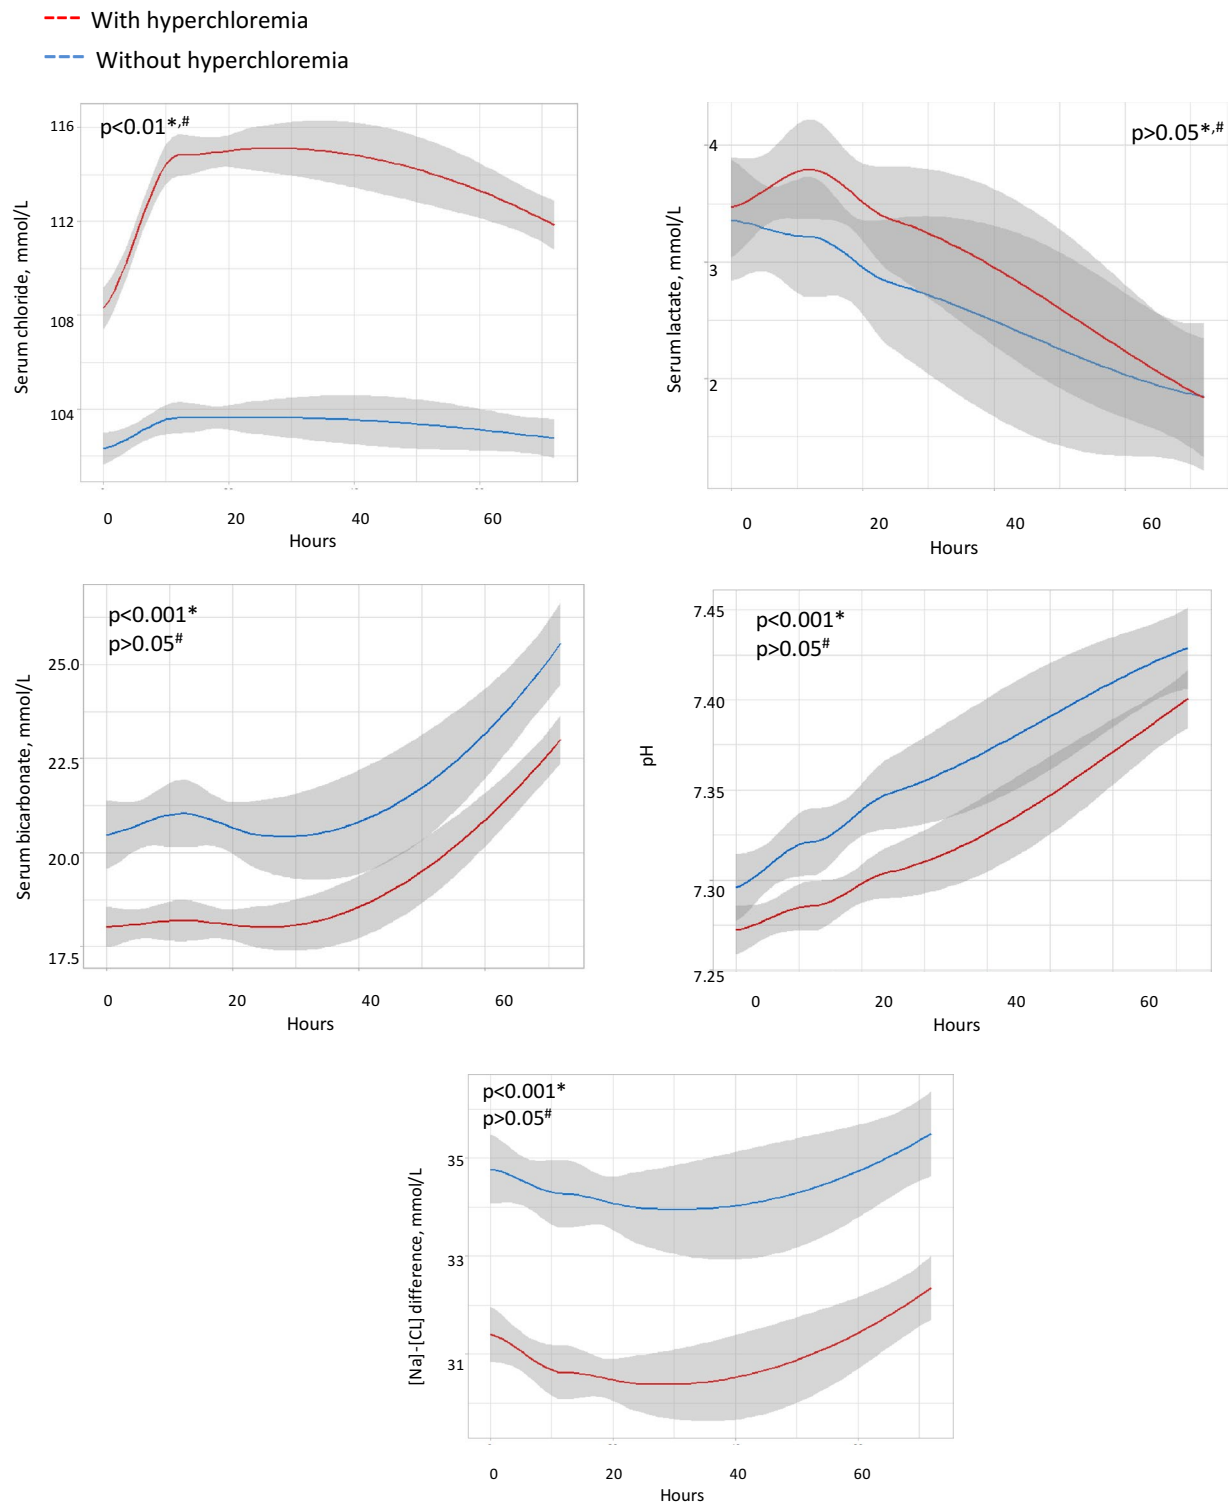 With hyperchloremia
Without hyperchloremia
p<0.01*,#
116
112
108
104
Serum chloride, mmol/L
0 20 40 60
Hours
p>0.05*,#
4
3
2
Serum lactate, mmol/L
0 20 40 60
Hours
p<0.001*
p>0.05#
25.0
22.5
20.0
17.5
Serum bicarbonate, mmol/L
0 20 40 60
Hours
p<0.001*
p>0.05#
7.45
7.40
7.35
7.30
7.25
pH
0 20 40 60
Hours
p<0.001*
p>0.05#
35
33
31
[Na]-[CL] difference, mmol/L
0 20 40 60
Hours